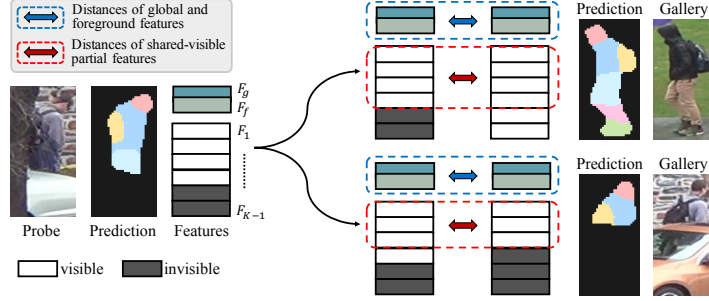 Distances of global and
foreground features
Distances of shared-visible
partial features
Prediction
Gallery
F_g
F_f
F_1
F_{K-1}
Probe
Prediction
Features
visible
invisible
Prediction
Gallery